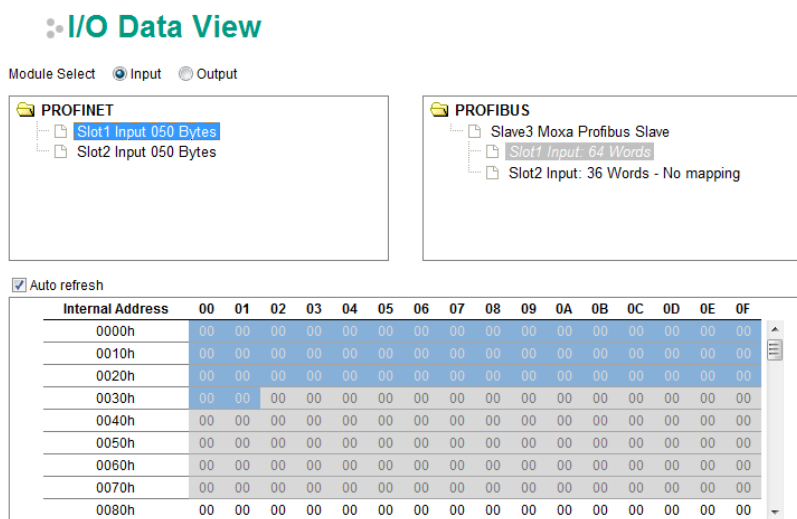 I/O Data View
Module Select Input Output
PROFINET
Slot1 Input 050 Bytes
Slot2 Input 050 Bytes
PROFIBUS
Slave3 Moxa Profibus Slave
Slot1 Input: 64 Words
Slot2 Input: 36 Words - No mapping
Auto refresh
Internal Address 00 01 02 03 04 05 06 07 08 09 0A 0B 0C 0D 0E 0F
0000h 00 00 00 00 00 00 00 00 00 00 00 00 00 00 00 00
0010h 00 00 00 00 00 00 00 00 00 00 00 00 00 00 00 00
0020h 00 00 00 00 00 00 00 00 00 00 00 00 00 00 00 00
0030h 00 00 00 00 00 00 00 00 00 00 00 00 00 00 00 00
0040h 00 00 00 00 00 00 00 00 00 00 00 00 00 00 00 00
0050h 00 00 00 00 00 00 00 00 00 00 00 00 00 00 00 00
0060h 00 00 00 00 00 00 00 00 00 00 00 00 00 00 00 00
0070h 00 00 00 00 00 00 00 00 00 00 00 00 00 00 00 00
0080h 00 00 00 00 00 00 00 00 00 00 00 00 00 00 00 00